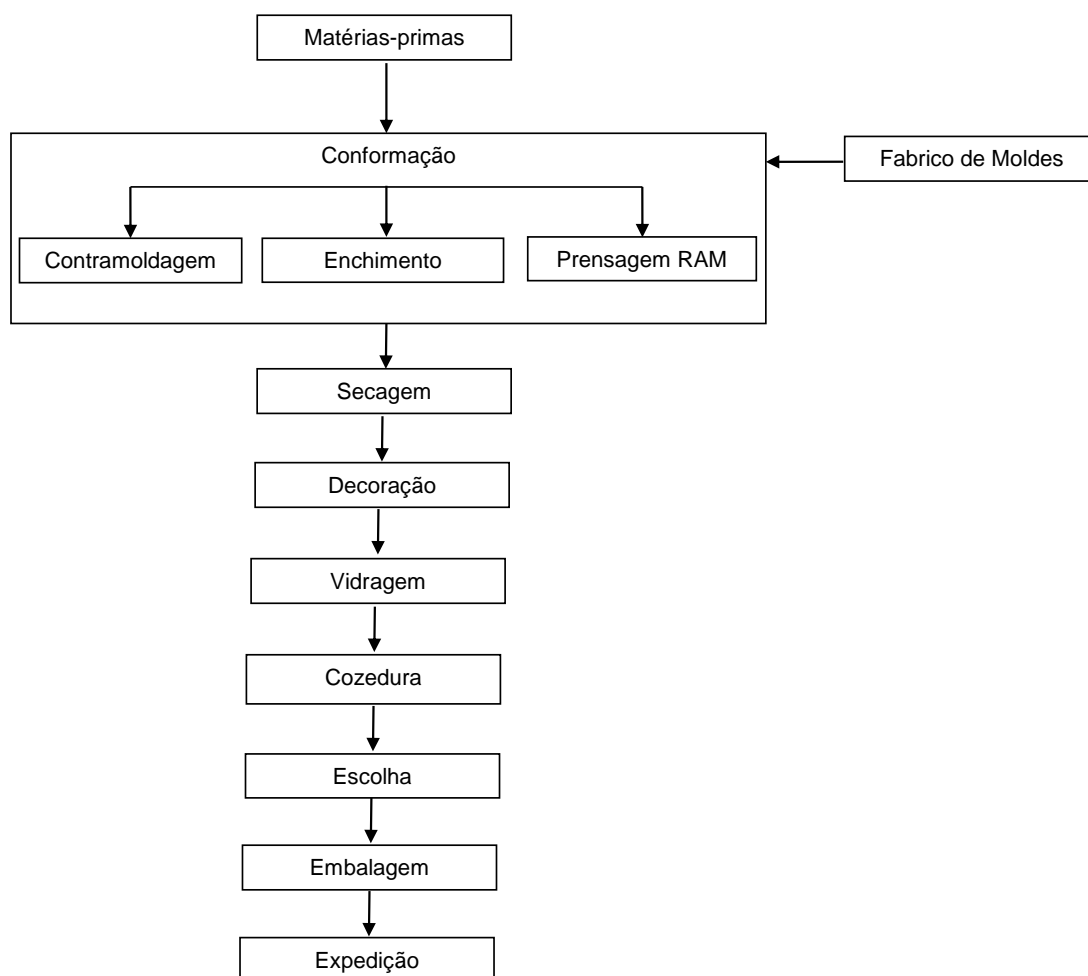 Matérias-primas
Conformação
Fabrico de Moldes
Contramoldagem
Enchimento
Prensagem RAM
Secagem
Decoração
Vidragem
Cozedura
Escolha
Embalagem
Expedição